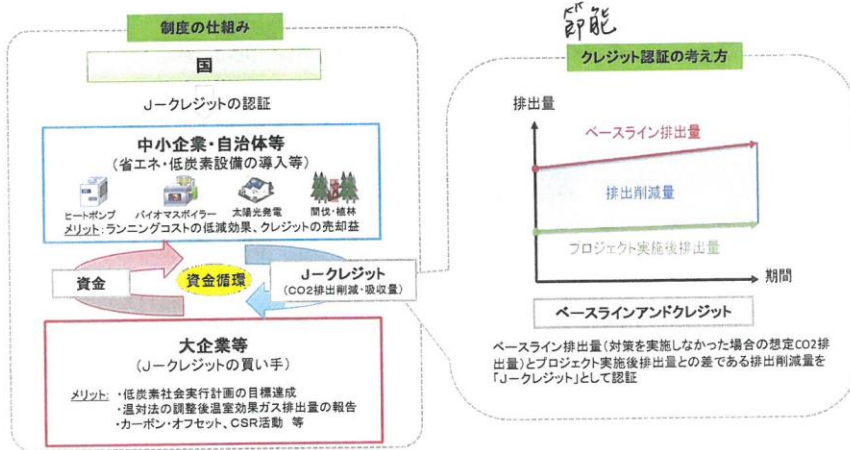 制度の仕組み
国
J－クレジットの認証
中小企業・自治体等
(省エネ・低炭素設備の導入等)
ヒートポンプ
バイオマスボイラー
太陽光発電
間伐・植林
メリット:ランニングコストの低減効果、クレジットの売却益
資金
資金循環
J－クレジット
(CO2排出削減・吸収量)
大企業等
(J－クレジットの買い手)
メリット: ・低炭素社会実行計画の目標達成
・温対法の調整後温室効果ガス排出量の報告
・カーボン・オフセット、CSR活動 等
節能
クレジット認証の考え方
排出量
ベースライン排出量
排出削減量
プロジェクト実施後排出量
期間
ベースラインアンドクレジット
ベースライン排出量(対策を実施しなかった場合の想定CO2排
出量)とプロジェクト実施後排出量との差である排出削減量を
「J－クレジット」として認証